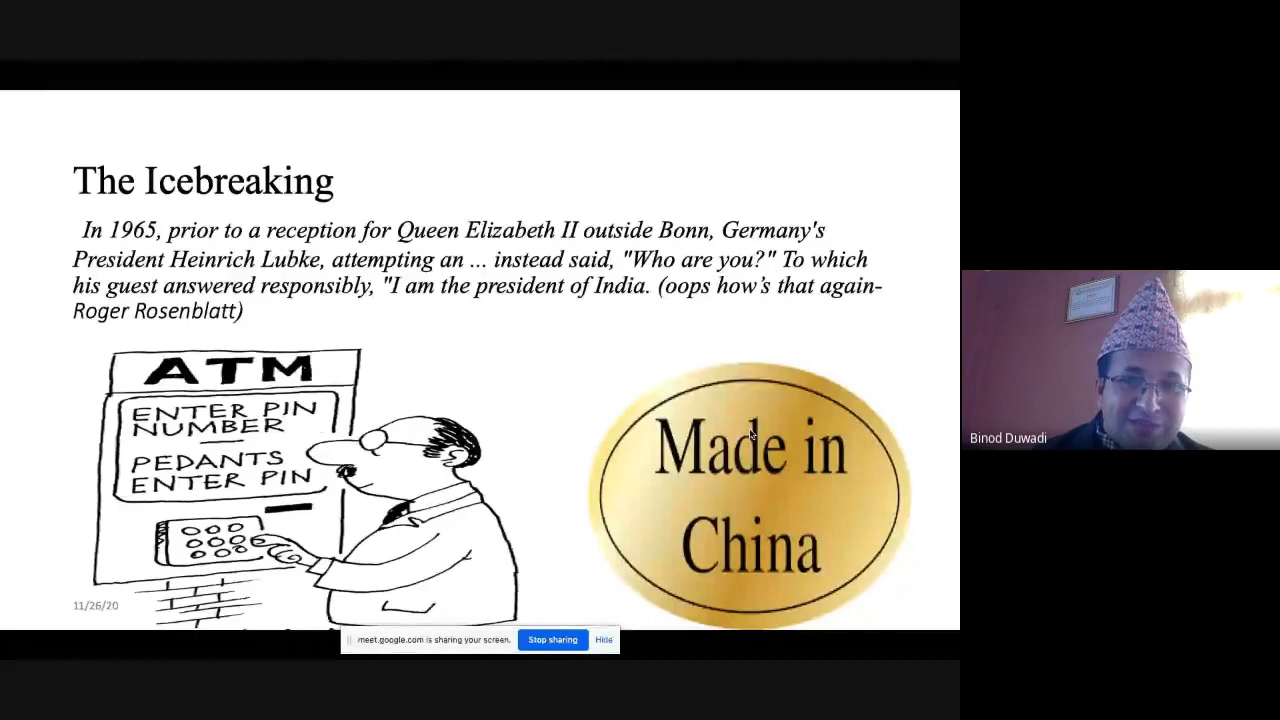 The Icebreaking
In 1965, prior to a reception for Queen Elizabeth II outside Bonn, Germany's
President Heinrich Lubke, attempting an ... instead said, "Who are you?" To which
his guest answered responsibly, "I am the president of India. (oops how's that again-
Roger Rosenblatt)
ATM
ENTER PIN
NUMBER
PEDANTS
ENTER PIN
Made in
China
11/26/20
meet.google.com is sharing your screen.
Stop sharing
Hide
Binod Duwadi